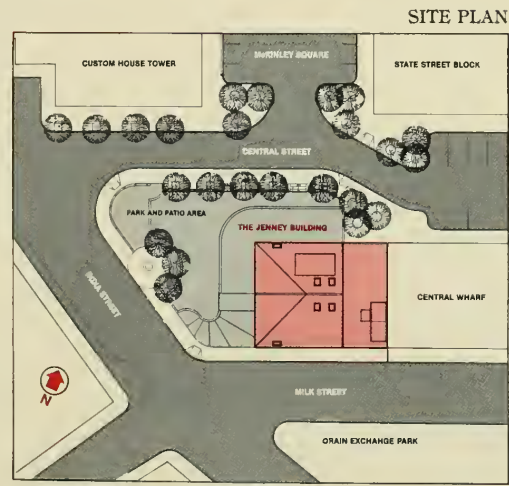 SITE PLAN
McKINLEY SQUARE
CUSTOM HOUSE TOWER
STATE STREET BLOCK
CENTRAL STREET
PARK AND PATIO AREA
THE JENNEY BUILDING
INDIA STREET
CENTRAL WHARF
N
MILK STREET
GRAIN EXCHANGE PARK